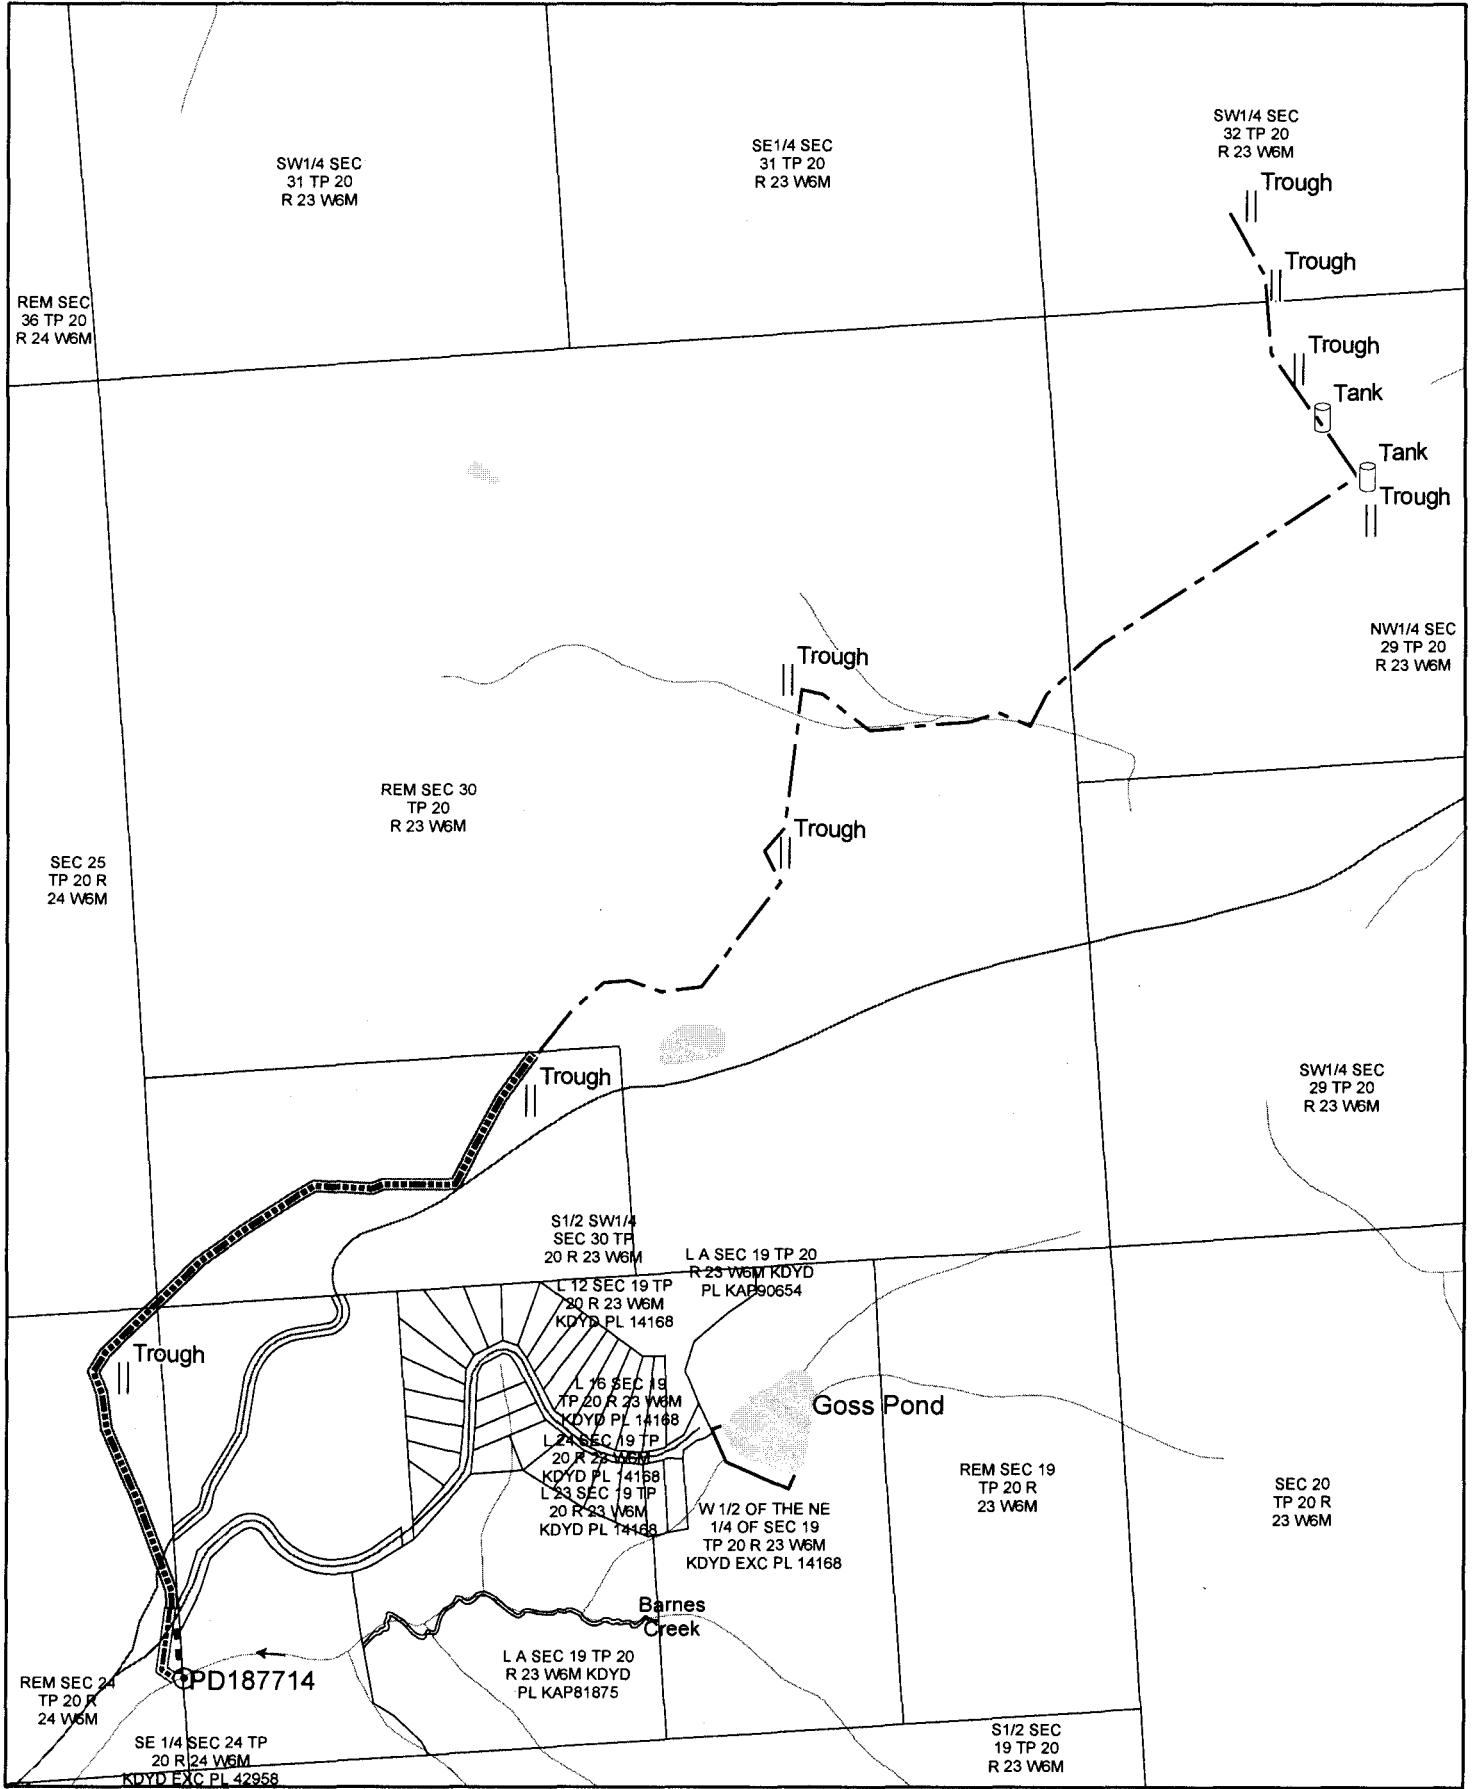 SW1/4 SEC
31 TP 20
R 23 W6M
SE1/4 SEC
31 TP 20
R 23 W6M
SW1/4 SEC
32 TP 20
R 23 W6M
Trough
Trough
REM SEC
36 TP 20
R 24 W6M
Trough
Tank
Tank
Trough
NW1/4 SEC
29 TP 20
R 23 W6M
Trough
REM SEC 30
TP 20
R 23 W6M
Trough
SEC 25
TP 20 R
24 W6M
Trough
SW1/4 SEC
29 TP 20
R 23 W6M
S1/2 SW1/4
SEC 30 TP
20 R 23 W6M
L A SEC 19 TP 20
R 23 W6M KDYD
PL KAP90654
L 12 SEC 19 TP
20 R 23 W6M
KDYD PL 14168
Trough
L 16 SEC 19
TP 20 R 23 W6M
KDYD PL 14168
Goss Pond
L 24 SEC 19 TP
20 R 23 W6M
KDYD PL 14168
L 23 SEC 19 TP
20 R 23 W6M
KDYD PL 14168
W 1/2 OF THE NE
1/4 OF SEC 19
TP 20 R 23 W6M
KDYD EXC PL 14168
REM SEC 19
TP 20 R
23 W6M
SEC 20
TP 20 R
23 W6M
Barnes
Creek
L A SEC 19 TP 20
R 23 W6M KDYD
PL KAP81875
PD187714
REM SEC 24
TP 20 R
24 W6M
SE 1/4 SEC 24 TP
20 R 24 W6M
KDYD EXC PL 42958
S1/2 SEC
19 TP 20
R 23 W6M